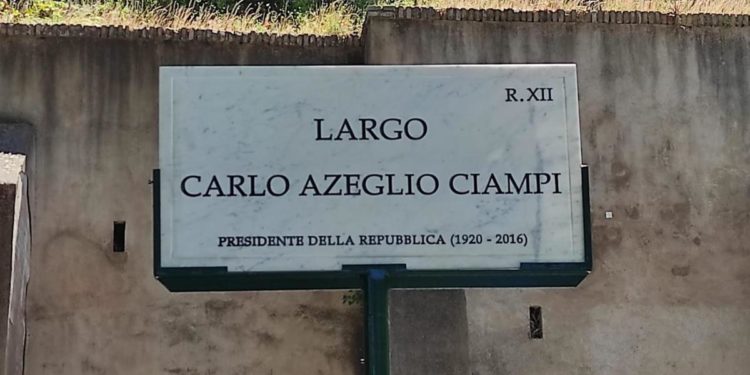 R.XII
LARGO
CARLO AZEGLIO CIAMPI
PRESIDENTE DELLA REPUBBLICA (1920 - 2016)